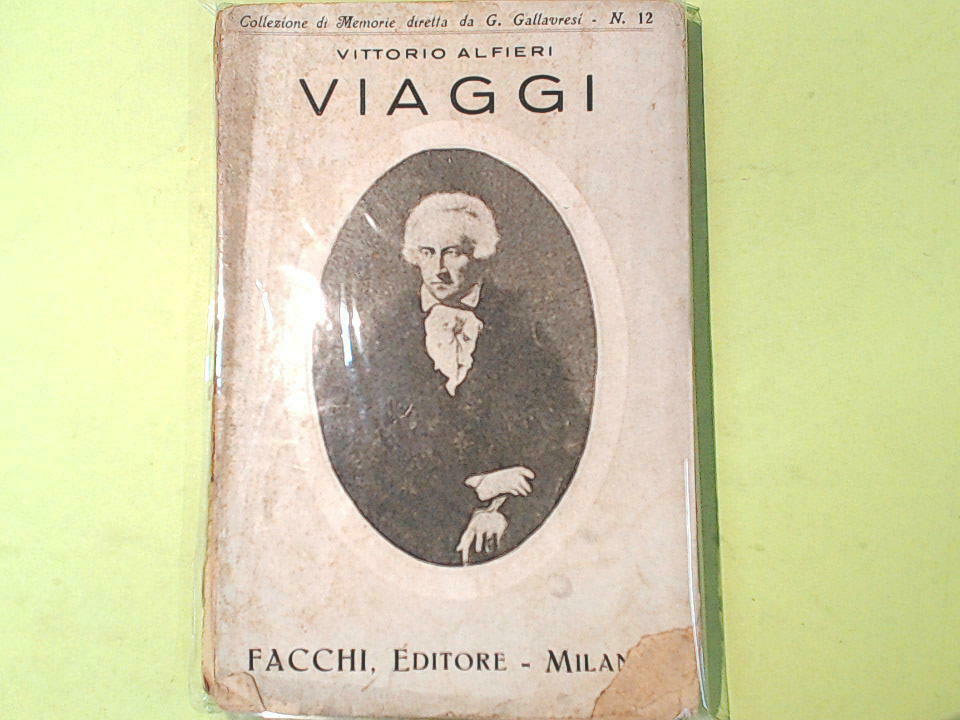 Collezione di Memorie diretta da G. Gallavresi - N. 12
VITTORIO ALFIERI
VIAGGI
FACCHI, EDITORE - MILAN